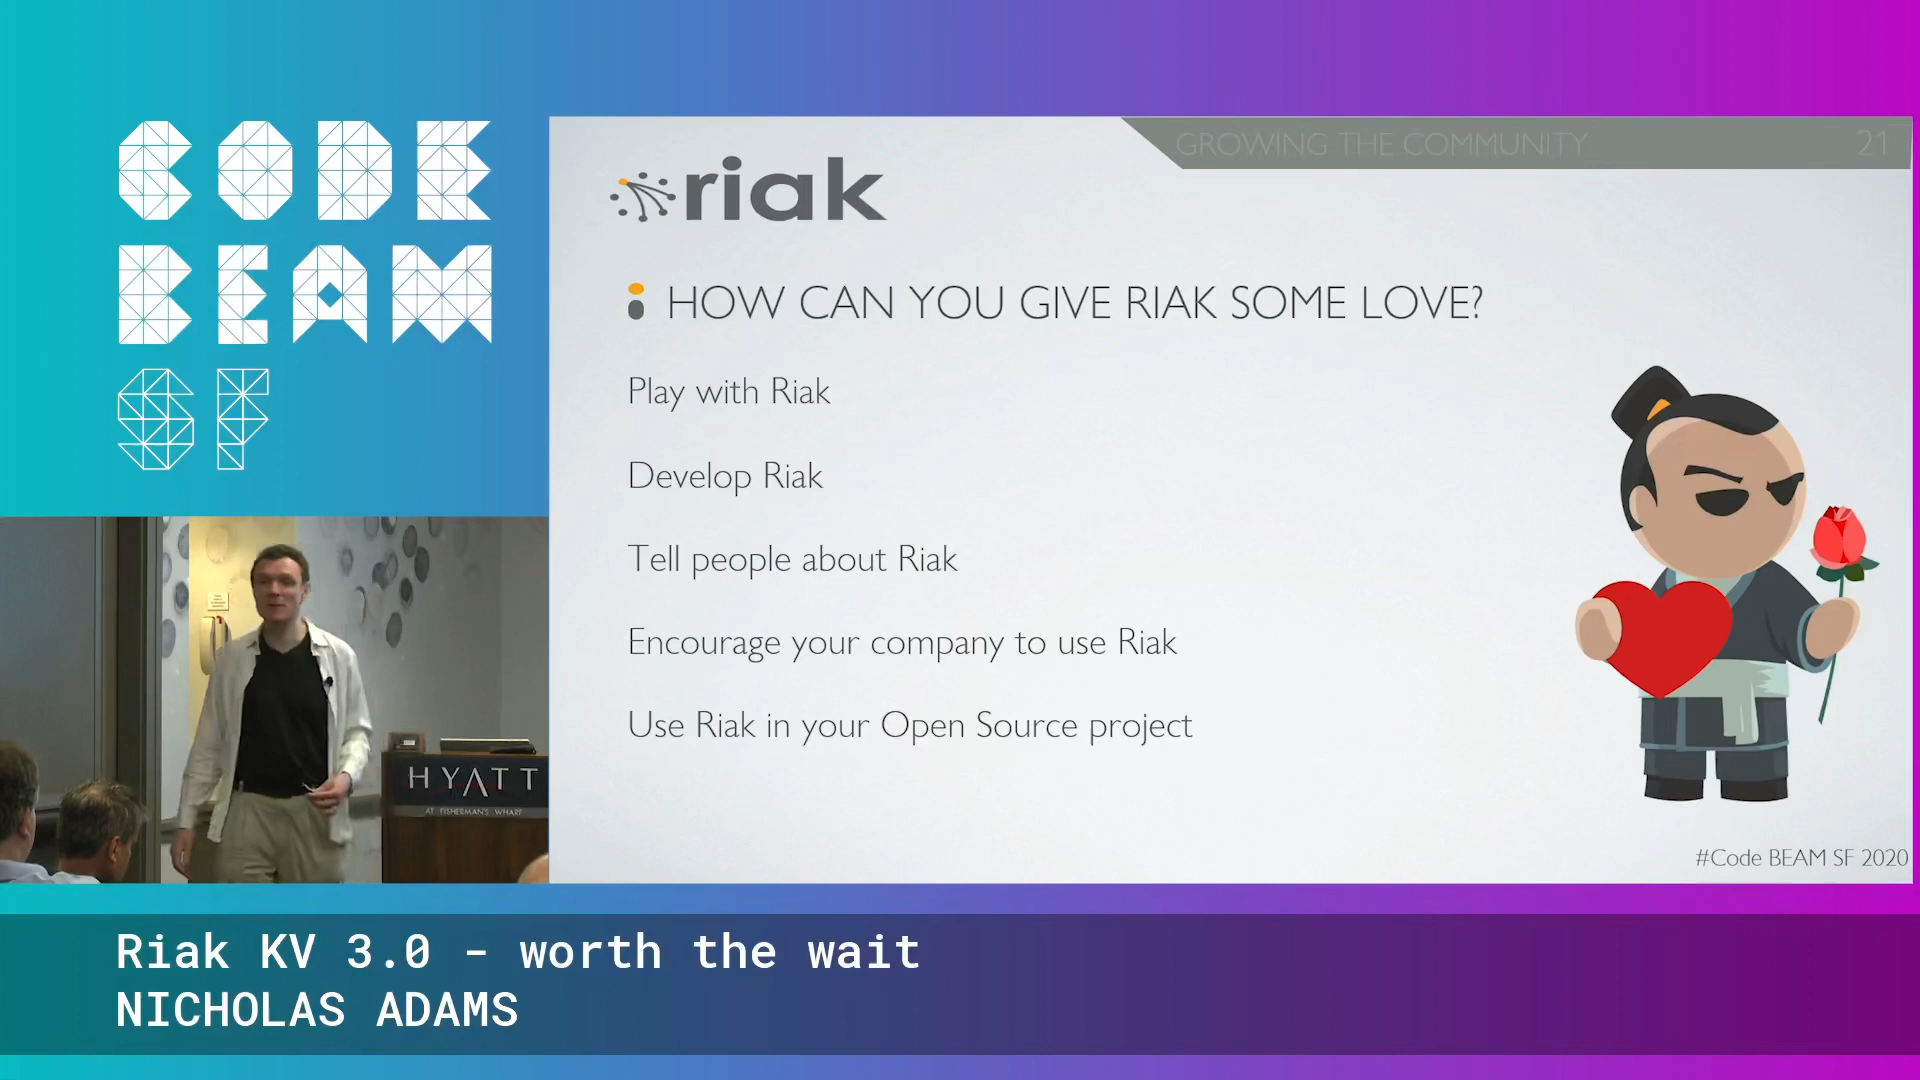 CODE
BEAM
SF
GROWING THE COMMUNITY 21
riak
HOW CAN YOU GIVE RIAK SOME LOVE?
Play with Riak
Develop Riak
Tell people about Riak
Encourage your company to use Riak
Use Riak in your Open Source project
#Code BEAM SF 2020
HYATT
AT FISHERMAN'S WHARF
Riak KV 3.0 - worth the wait
NICHOLAS ADAMS